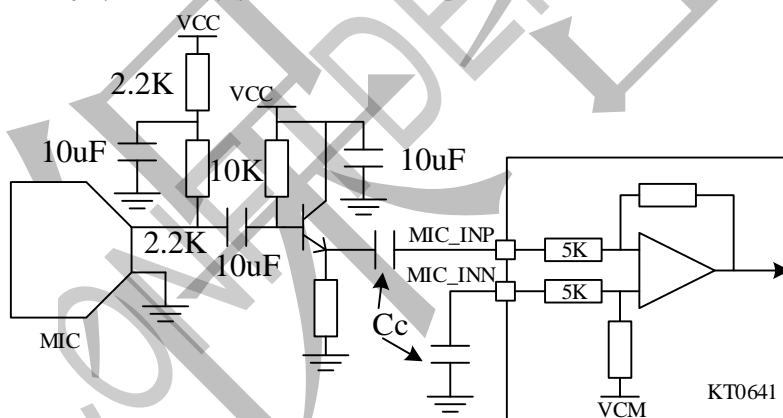 VCC
2.2K
VCC
10uF
10K
10uF
2.2K
10uF
MIC_INP
5K
MIC_INN
5K
Cc
MIC
VCM
KT0641